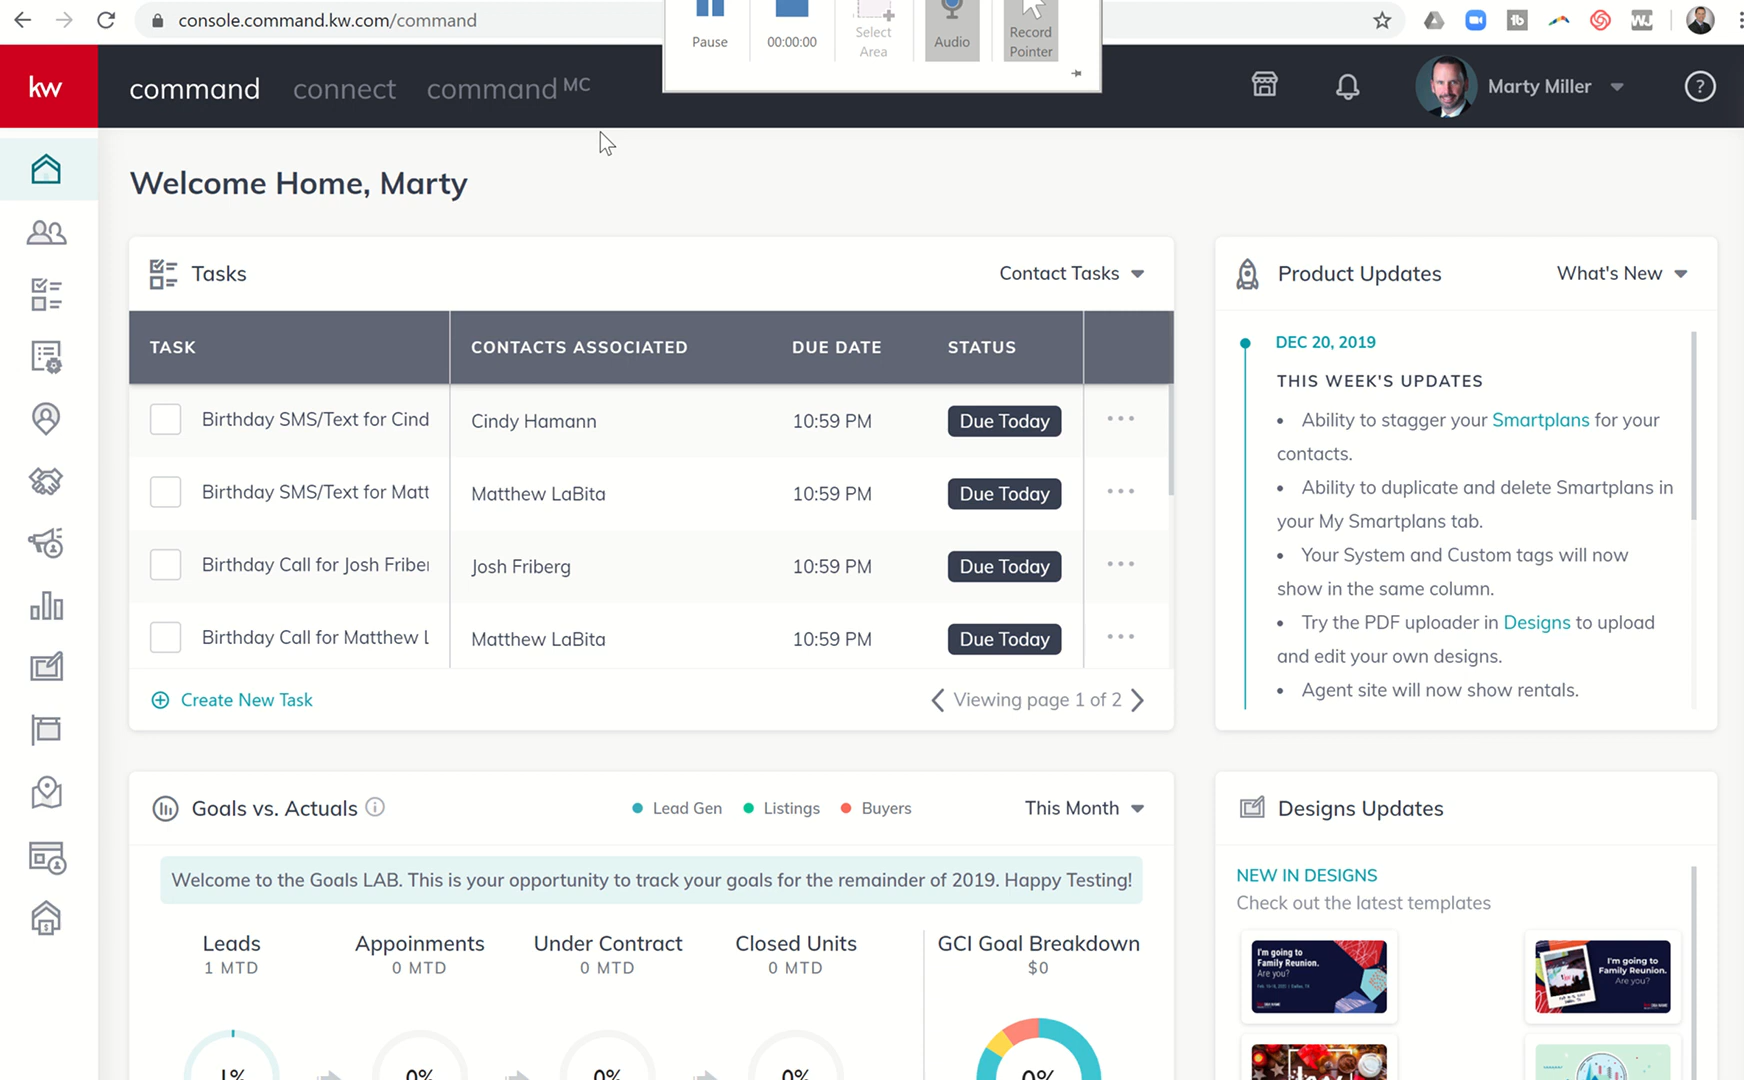 console.command.kw.com/command
Pause
00:00:00
Select
Area
Audio
Record
Pointer
kw
command
connect
command MC
Marty Miller
?
Welcome Home, Marty
Tasks
Contact Tasks
TASK
CONTACTS ASSOCIATED
DUE DATE
STATUS
Birthday SMS/Text for Cind
Cindy Hamann
10:59 PM
Due Today
Birthday SMS/Text for Matt
Matthew LaBita
10:59 PM
Due Today
Birthday Call for Josh Friber
Josh Friberg
10:59 PM
Due Today
Birthday Call for Matthew L
Matthew LaBita
10:59 PM
Due Today
Create New Task
Viewing page 1 of 2
Product Updates
What's New
DEC 20, 2019
THIS WEEK'S UPDATES
• Ability to stagger your Smartplans for your
contacts.
• Ability to duplicate and delete Smartplans in
your My Smartplans tab.
• Your System and Custom tags will now
show in the same column.
• Try the PDF uploader in Designs to upload
and edit your own designs.
• Agent site will now show rentals.
Goals vs. Actuals
Lead Gen
Listings
Buyers
This Month
Welcome to the Goals LAB. This is your opportunity to track your goals for the remainder of 2019. Happy Testing!
Leads
1 MTD
Appoinments
0 MTD
Under Contract
0 MTD
Closed Units
0 MTD
GCI Goal Breakdown
$0
1%
0%
0%
0%
0%
Designs Updates
NEW IN DESIGNS
Check out the latest templates
I'm going to
Family Reunion.
Are you?
I'm going to
Family Reunion.
Are you?